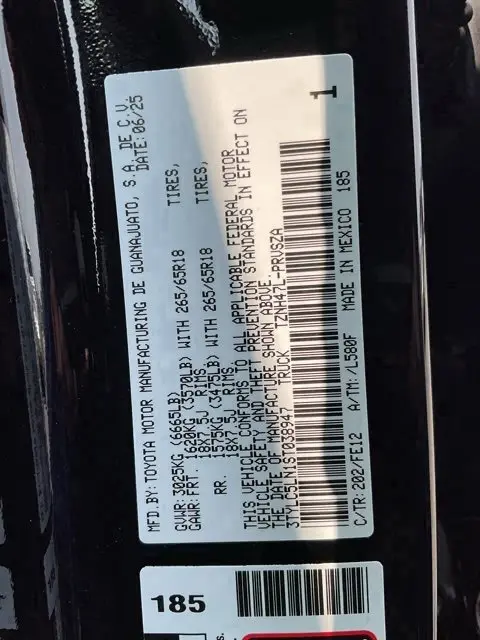 MFD.BY:TOYOTA MOTOR MANUFACTURING DE GUANAJUATO, S.A. DE C.V.
DATE:06/25
GVWR:3025KG (6665LB)
GAWR:FRT. 1620KG (3570LB) WITH 265/65R18 TIRES,
18X7.5J RIMS,
RR. 1575KG (3475LB) WITH 265/65R18 TIRES,
18X7.5J RIMS,
THIS VEHICLE CONFORMS TO ALL APPLICABLE FEDERAL MOTOR
VEHICLE SAFETY, AND THEFT PREVENTION STANDARDS IN EFFECT ON
THE DATE OF MANUFACTURE SHOWN ABOVE.
3TYLC5LN1ST038947 TRUCK TZNH47L-PRVSZA
1
C/TR:202/FE12 A/TM:/L580F MADE IN MEXICO 185
185
s.